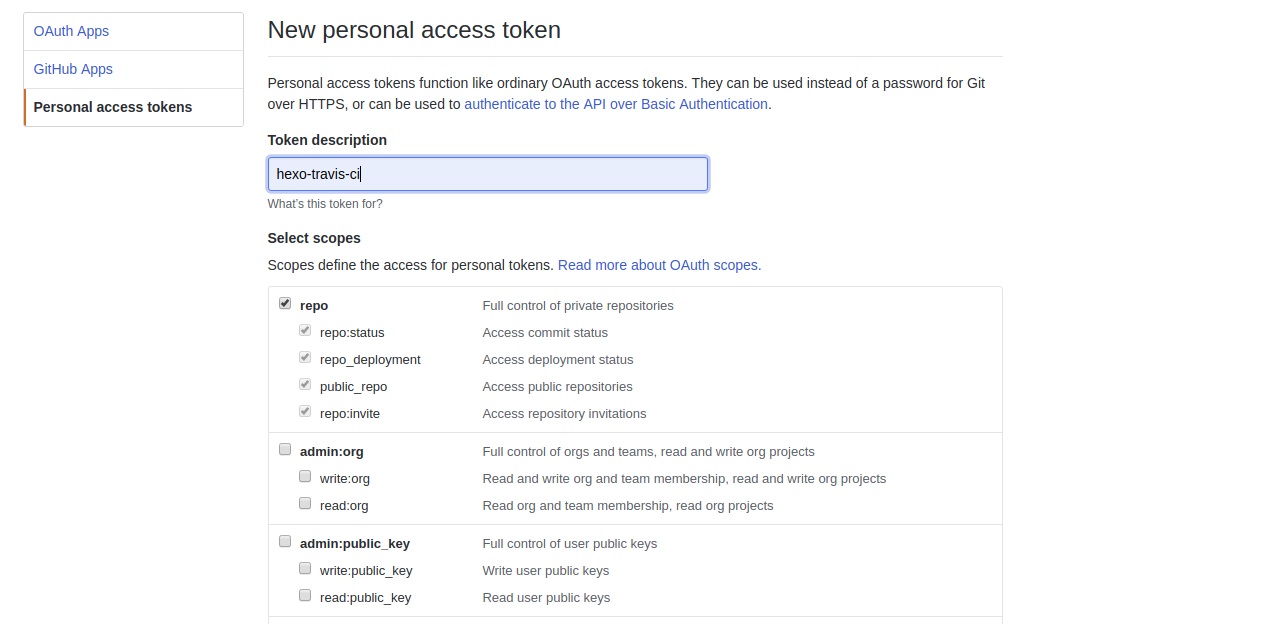 OAuth Apps
GitHub Apps
Personal access tokens
New personal access token
Personal access tokens function like ordinary OAuth access tokens. They can be used instead of a password for Git
over HTTPS, or can be used to authenticate to the API over Basic Authentication.
Token description
hexo-travis-ci
What's this token for?
Select scopes
Scopes define the access for personal tokens. Read more about OAuth scopes.
repo Full control of private repositories
repo:status Access commit status
repo_deployment Access deployment status
public_repo Access public repositories
repo:invite Access repository invitations
admin:org Full control of orgs and teams, read and write org projects
write:org Read and write org and team membership, read and write org projects
read:org Read org and team membership, read org projects
admin:public_key Full control of user public keys
write:public_key Write user public keys
read:public_key Read user public keys